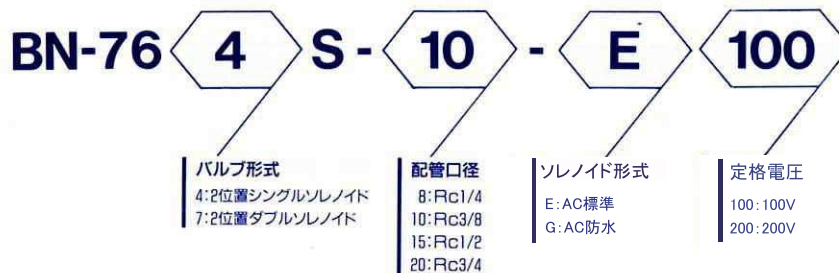 BN-76 4 S - 10 - E 100
バルブ形式
4:2位置シングルソレノイド
7:2位置ダブルソレノイド
配管口径
8:Rc1/4
10:Rc3/8
15:Rc1/2
20:Rc3/4
ソレノイド形式
E:AC標準
G:AC防水
定格電圧
100:100V
200:200V